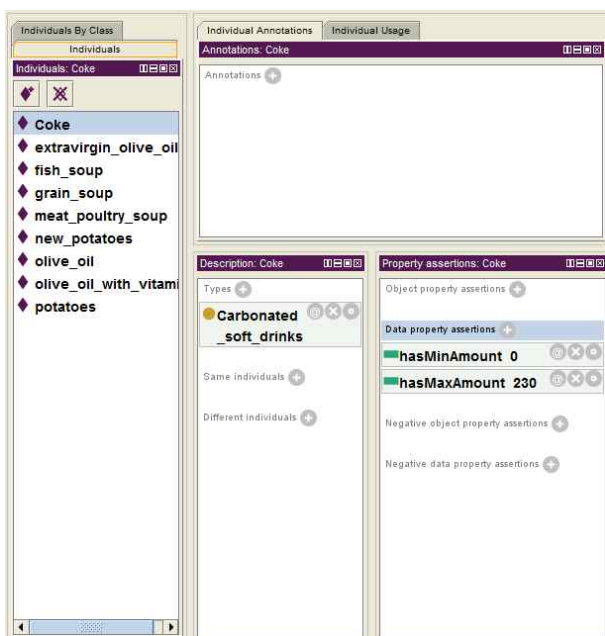 Individuals By Class
Individuals
Individuals: Coke
Coke
extravirgin_olive_oil
fish_soup
grain_soup
meat_poultry_soup
new_potatoes
olive_oil
olive_oil_with_vitami
potatoes
Individual Annotations
Individual Usage
Annotations: Coke
Annotations
Description: Coke
Types
Carbonated
_soft_drinks
Same individuals
Different individuals
Property assertions: Coke
Object property assertions
Data property assertions
hasMinAmount 0
hasMaxAmount 230
Negative object property assertions
Negative data property assertions